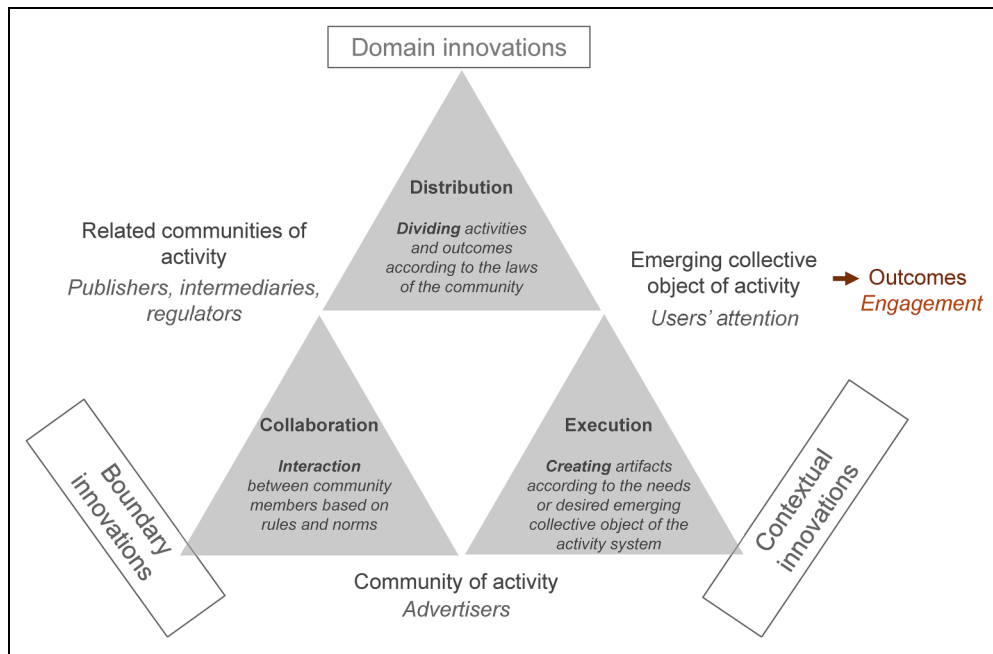 Domain innovations
Distribution
Dividing activities
and outcomes
according to the laws
of the community
Related communities of
activity
Publishers, intermediaries,
regulators
Emerging collective
object of activity
Users' attention
Outcomes
Engagement
Collaboration
Interaction
between community
members based on
rules and norms
Execution
Creating artifacts
according to the needs
or desired emerging
collective object of the
activity system
Boundary
innovations
Contextual
innovations
Community of activity
Advertisers